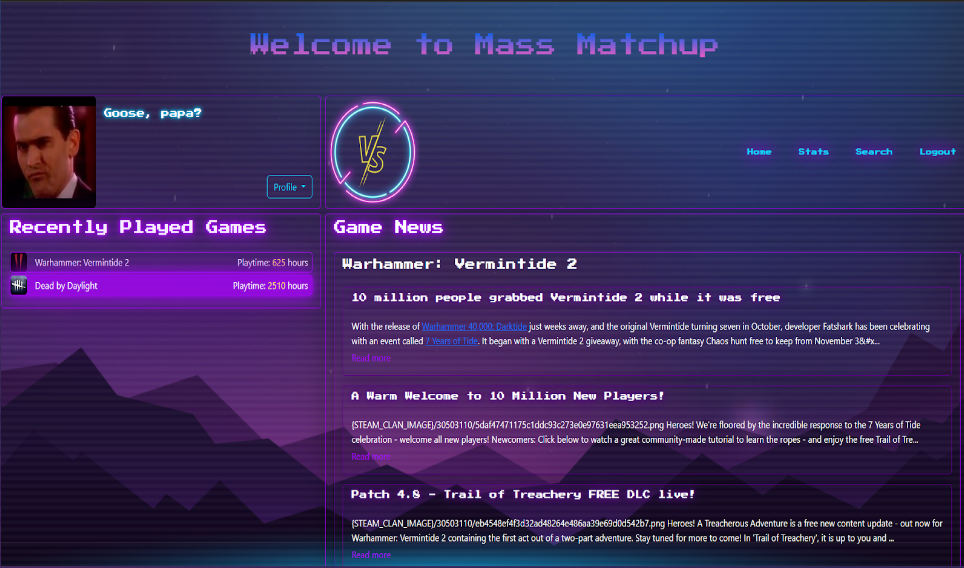 Welcome to Mass Matchup
Goose, papa?
Profile
VS
Home Stats Search Logout
Recently Played Games
Warhammer: Vermintide 2 Playtime: 625 hours
Dead by Daylight Playtime: 2510 hours
Game News
Warhammer: Vermintide 2
10 million people grabbed Vermintide 2 while it was free
With the release of Warhammer 40,000: Darktide just weeks away, and the original Vermintide turning seven in October, developer Fatshark has been celebrating
with an event called 7 Years of Tide. It began with a Vermintide 2 giveaway, with the co-op fantasy Chaos hunt free to keep from November 3&#x...
Read more
A Warm Welcome to 10 Million New Players!
{STEAM_CLAN_IMAGE}/30503110/5daf47471175c1ddc93c273e0e97631eea953252.png Heroes! We're floored by the incredible response to the 7 Years of Tide
celebration - welcome all new players! Newcomers: Click below to watch a great community-made tutorial to learn the ropes - and enjoy the free Trail of Tre...
Read more
Patch 4.8 - Trail of Treachery FREE DLC live!
{STEAM_CLAN_IMAGE}/30503110/eb4548ef4f3d32ad48264e486aa39e69d0d542b7.png Heroes! A Treacherous Adventure is a free new content update - out now for
Warhammer: Vermintide 2 containing the first act out of a two-part adventure. Stay tuned for more to come! In 'Trail of Treachery', it is up to you and ...
Read more